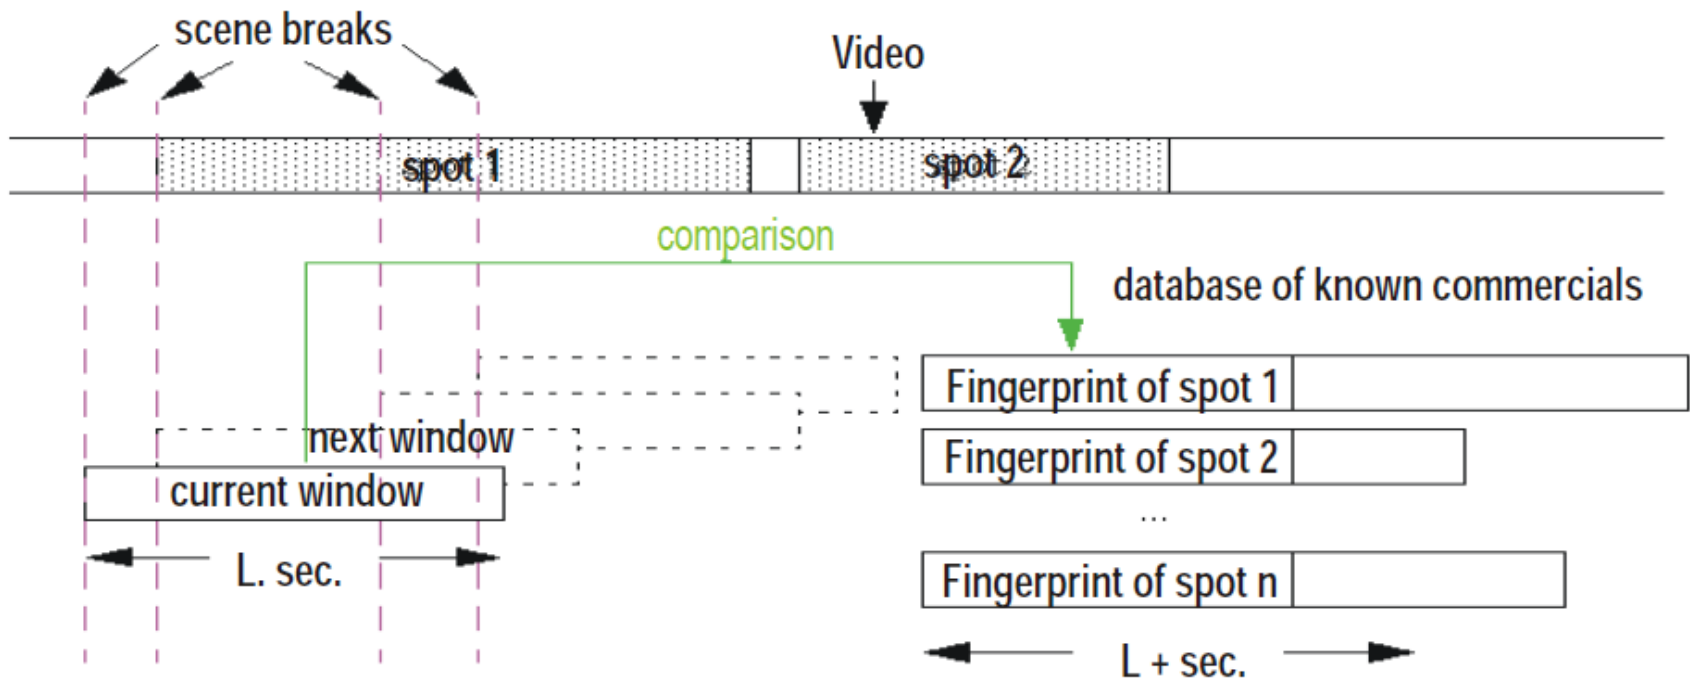 scene breaks
Video
spot 1
spot 2
comparison
database of known commercials
Fingerprint of spot 1
next window
Fingerprint of spot 2
current window
...
L. sec.
Fingerprint of spot n
L + sec.